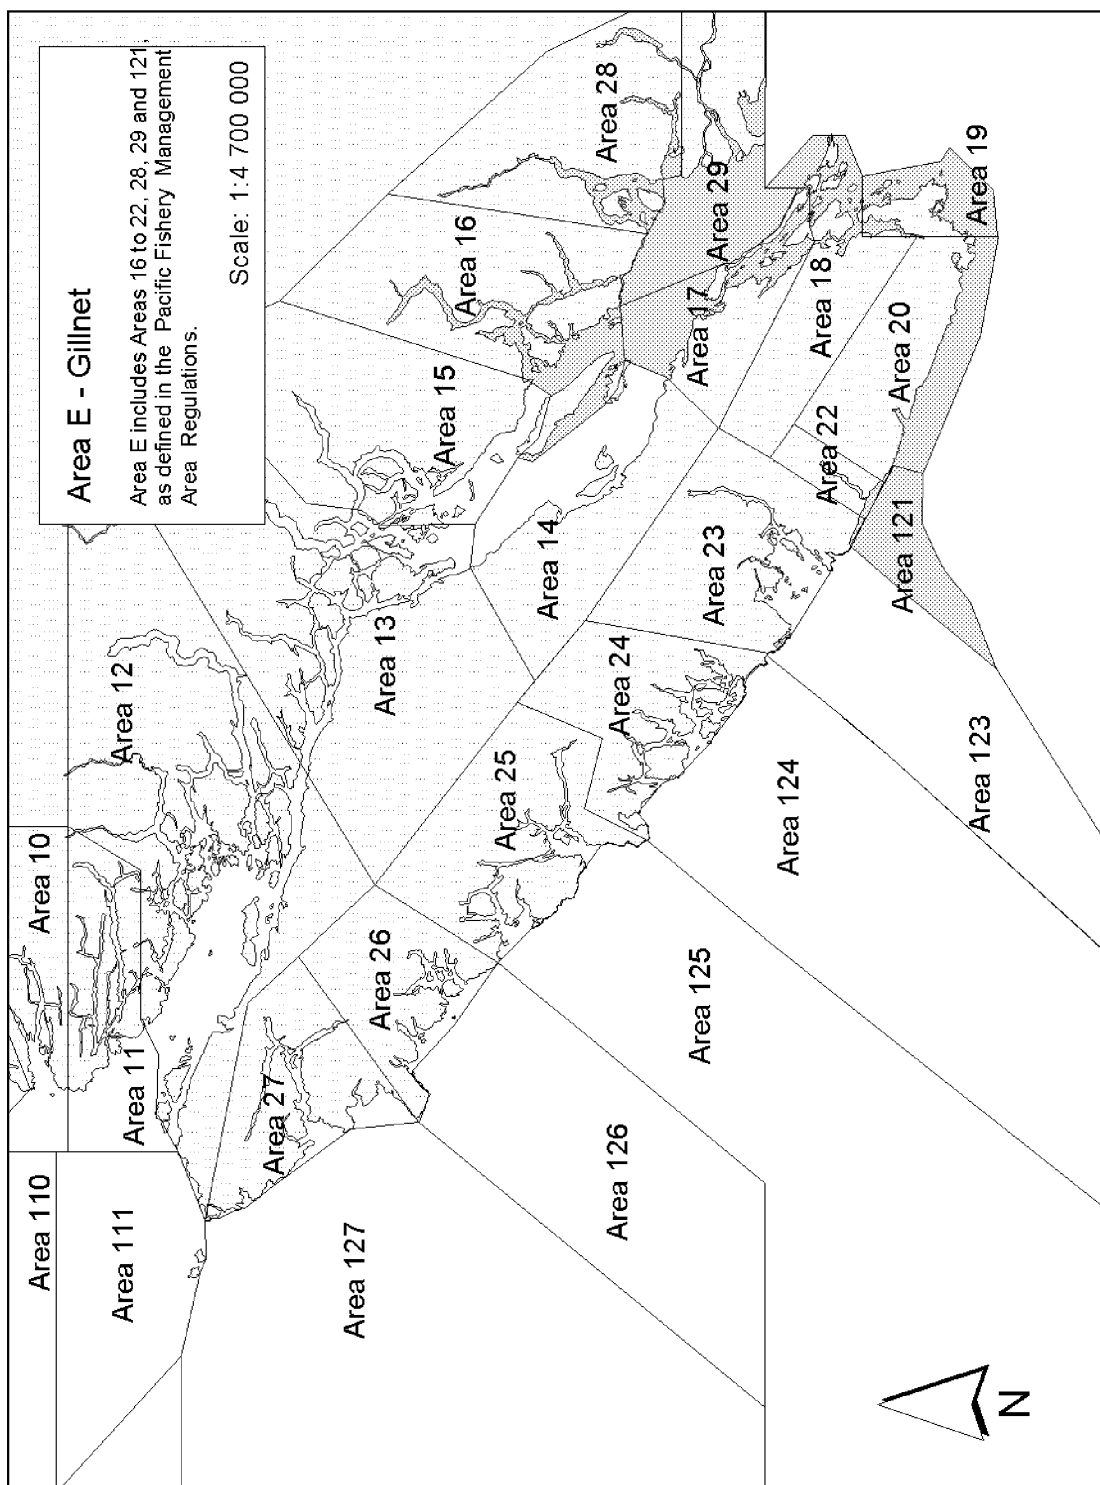 Area E - Gillnet
Area E includes Areas 16 to 22, 28, 29 and 121,
as defined in the Pacific Fishery Management
Area Regulations.
Scale: 1:4 700 000
Area 110
Area 10
Area 111
Area 11
Area 12
Area 127
Area 27
Area 26
Area 13
Area 15
Area 16
Area 28
Area 126
Area 25
Area 14
Area 125
Area 24
Area 23
Area 17
Area 29
Area 124
Area 22
Area 18
Area 121
Area 20
Area 123
Area 19
N